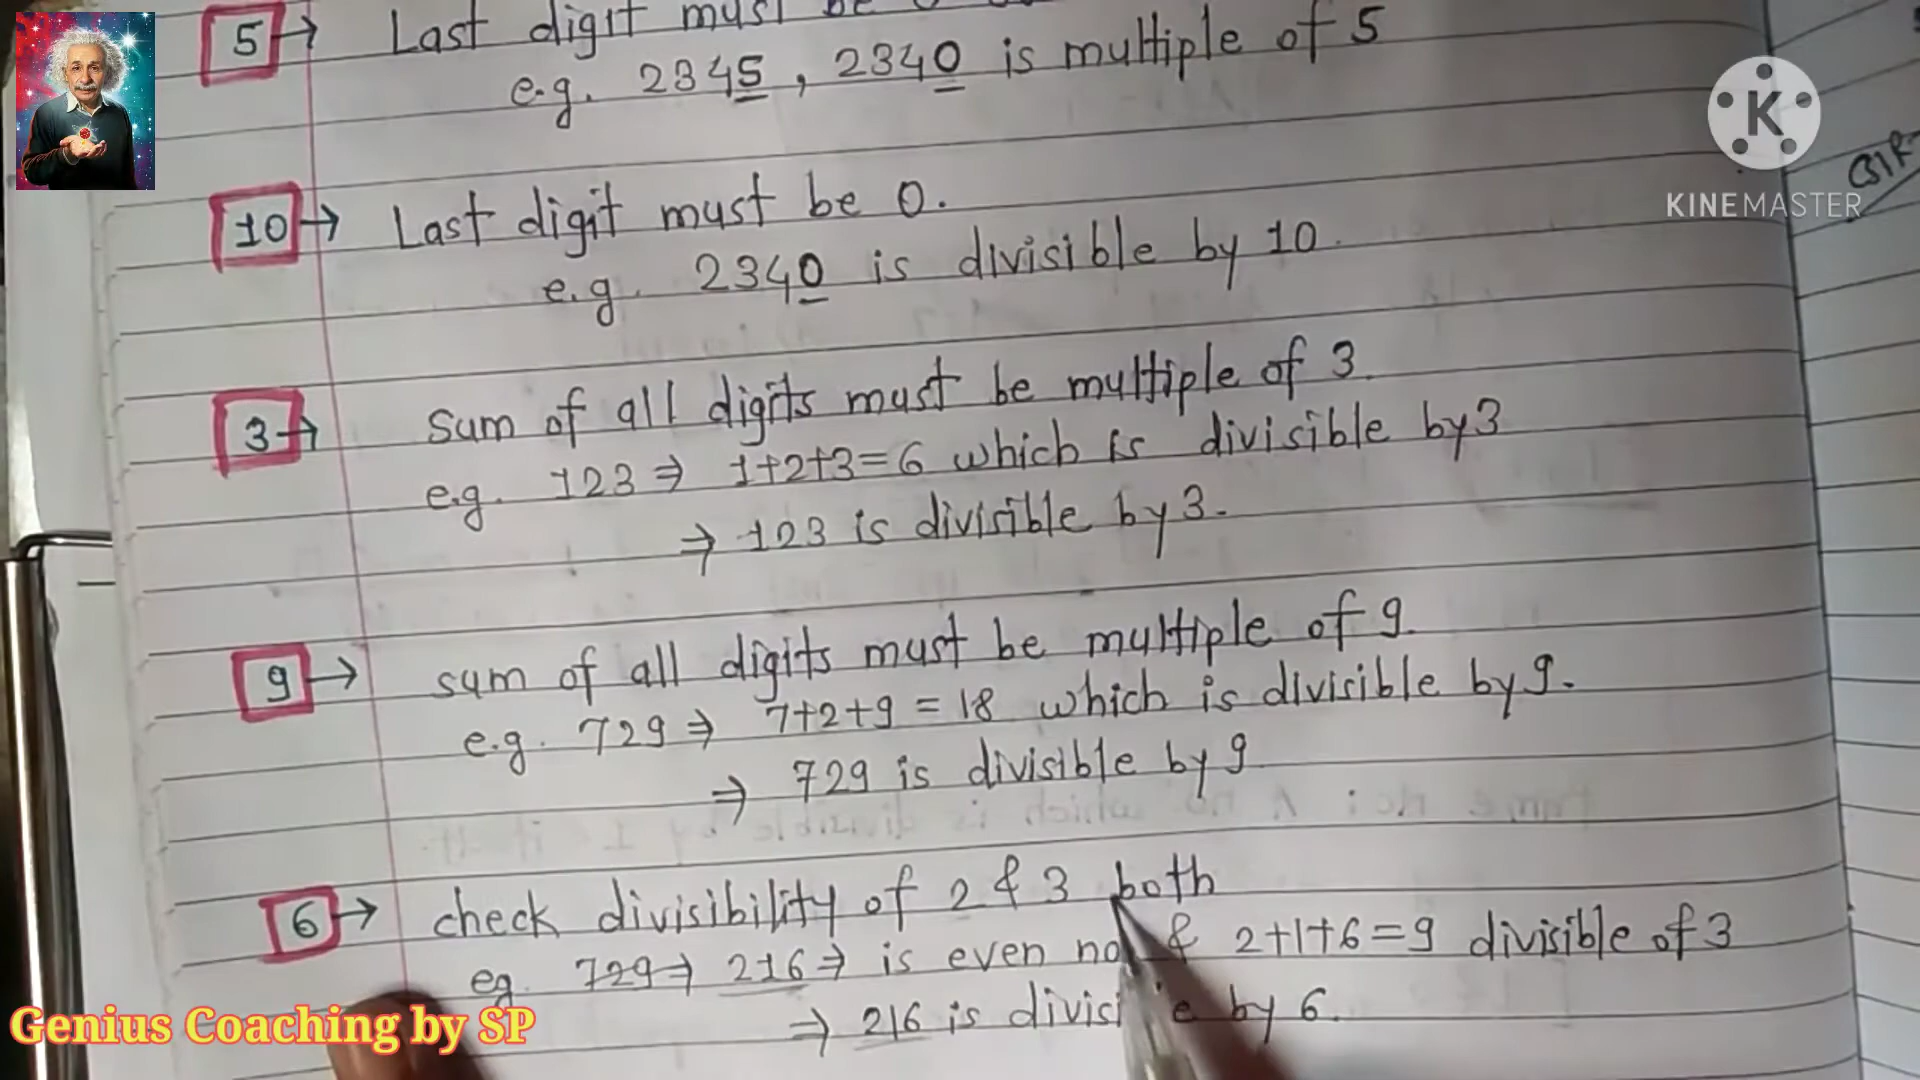 5 → Last digit must be 0
e.g. 2345, 2340 is multiple of 5
K
KINEMASTER
10 → Last digit must be 0.
e.g. 2340 is divisible by 10.
3 → sum of all digits must be multiple of 3.
e.g. 123 ⇒ 1+2+3=6 which is divisible by 3
⇒ 123 is divisible by 3.
9 → sum of all digits must be multiple of 9.
e.g. 729 ⇒ 7+2+9 = 18 which is divisible by 9.
⇒ 729 is divisible by 9
6 → check divisibility of 2 & 3 both
eg. 729 → 216 ⇒ is even no & 2+1+6=9 divisible of 3
⇒ 216 is divisi e by 6.
Genius Coaching by SP